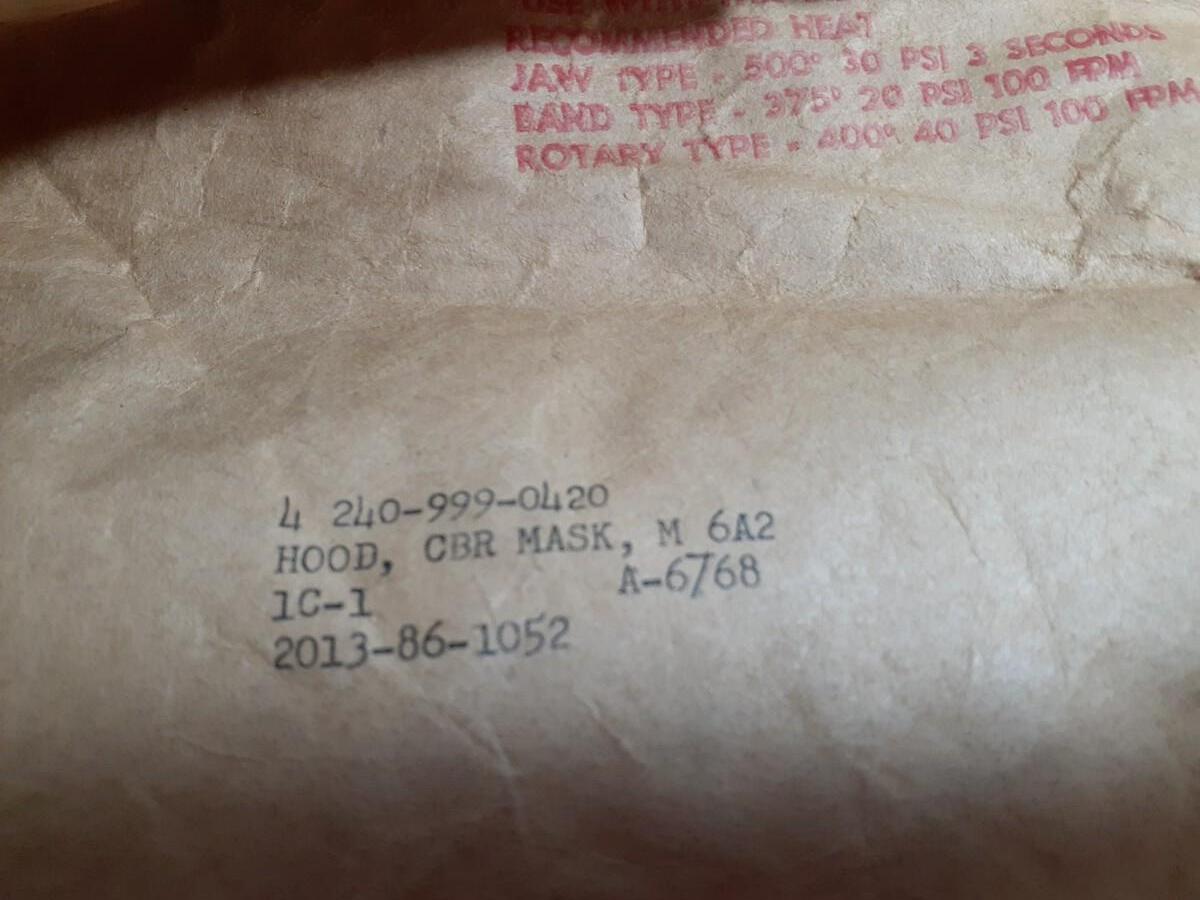 RECOMMENDED HEAT
JAW TYPE - 500° 30 PSI 3 SECONDS
BAND TYPE - 375° 20 PSI 100 FPM
ROTARY TYPE - 400° 40 PSI 100 FPM
4 240-999-0420
HOOD, CBR MASK, M 6A2
1C-1 A-6768
2013-86-1052